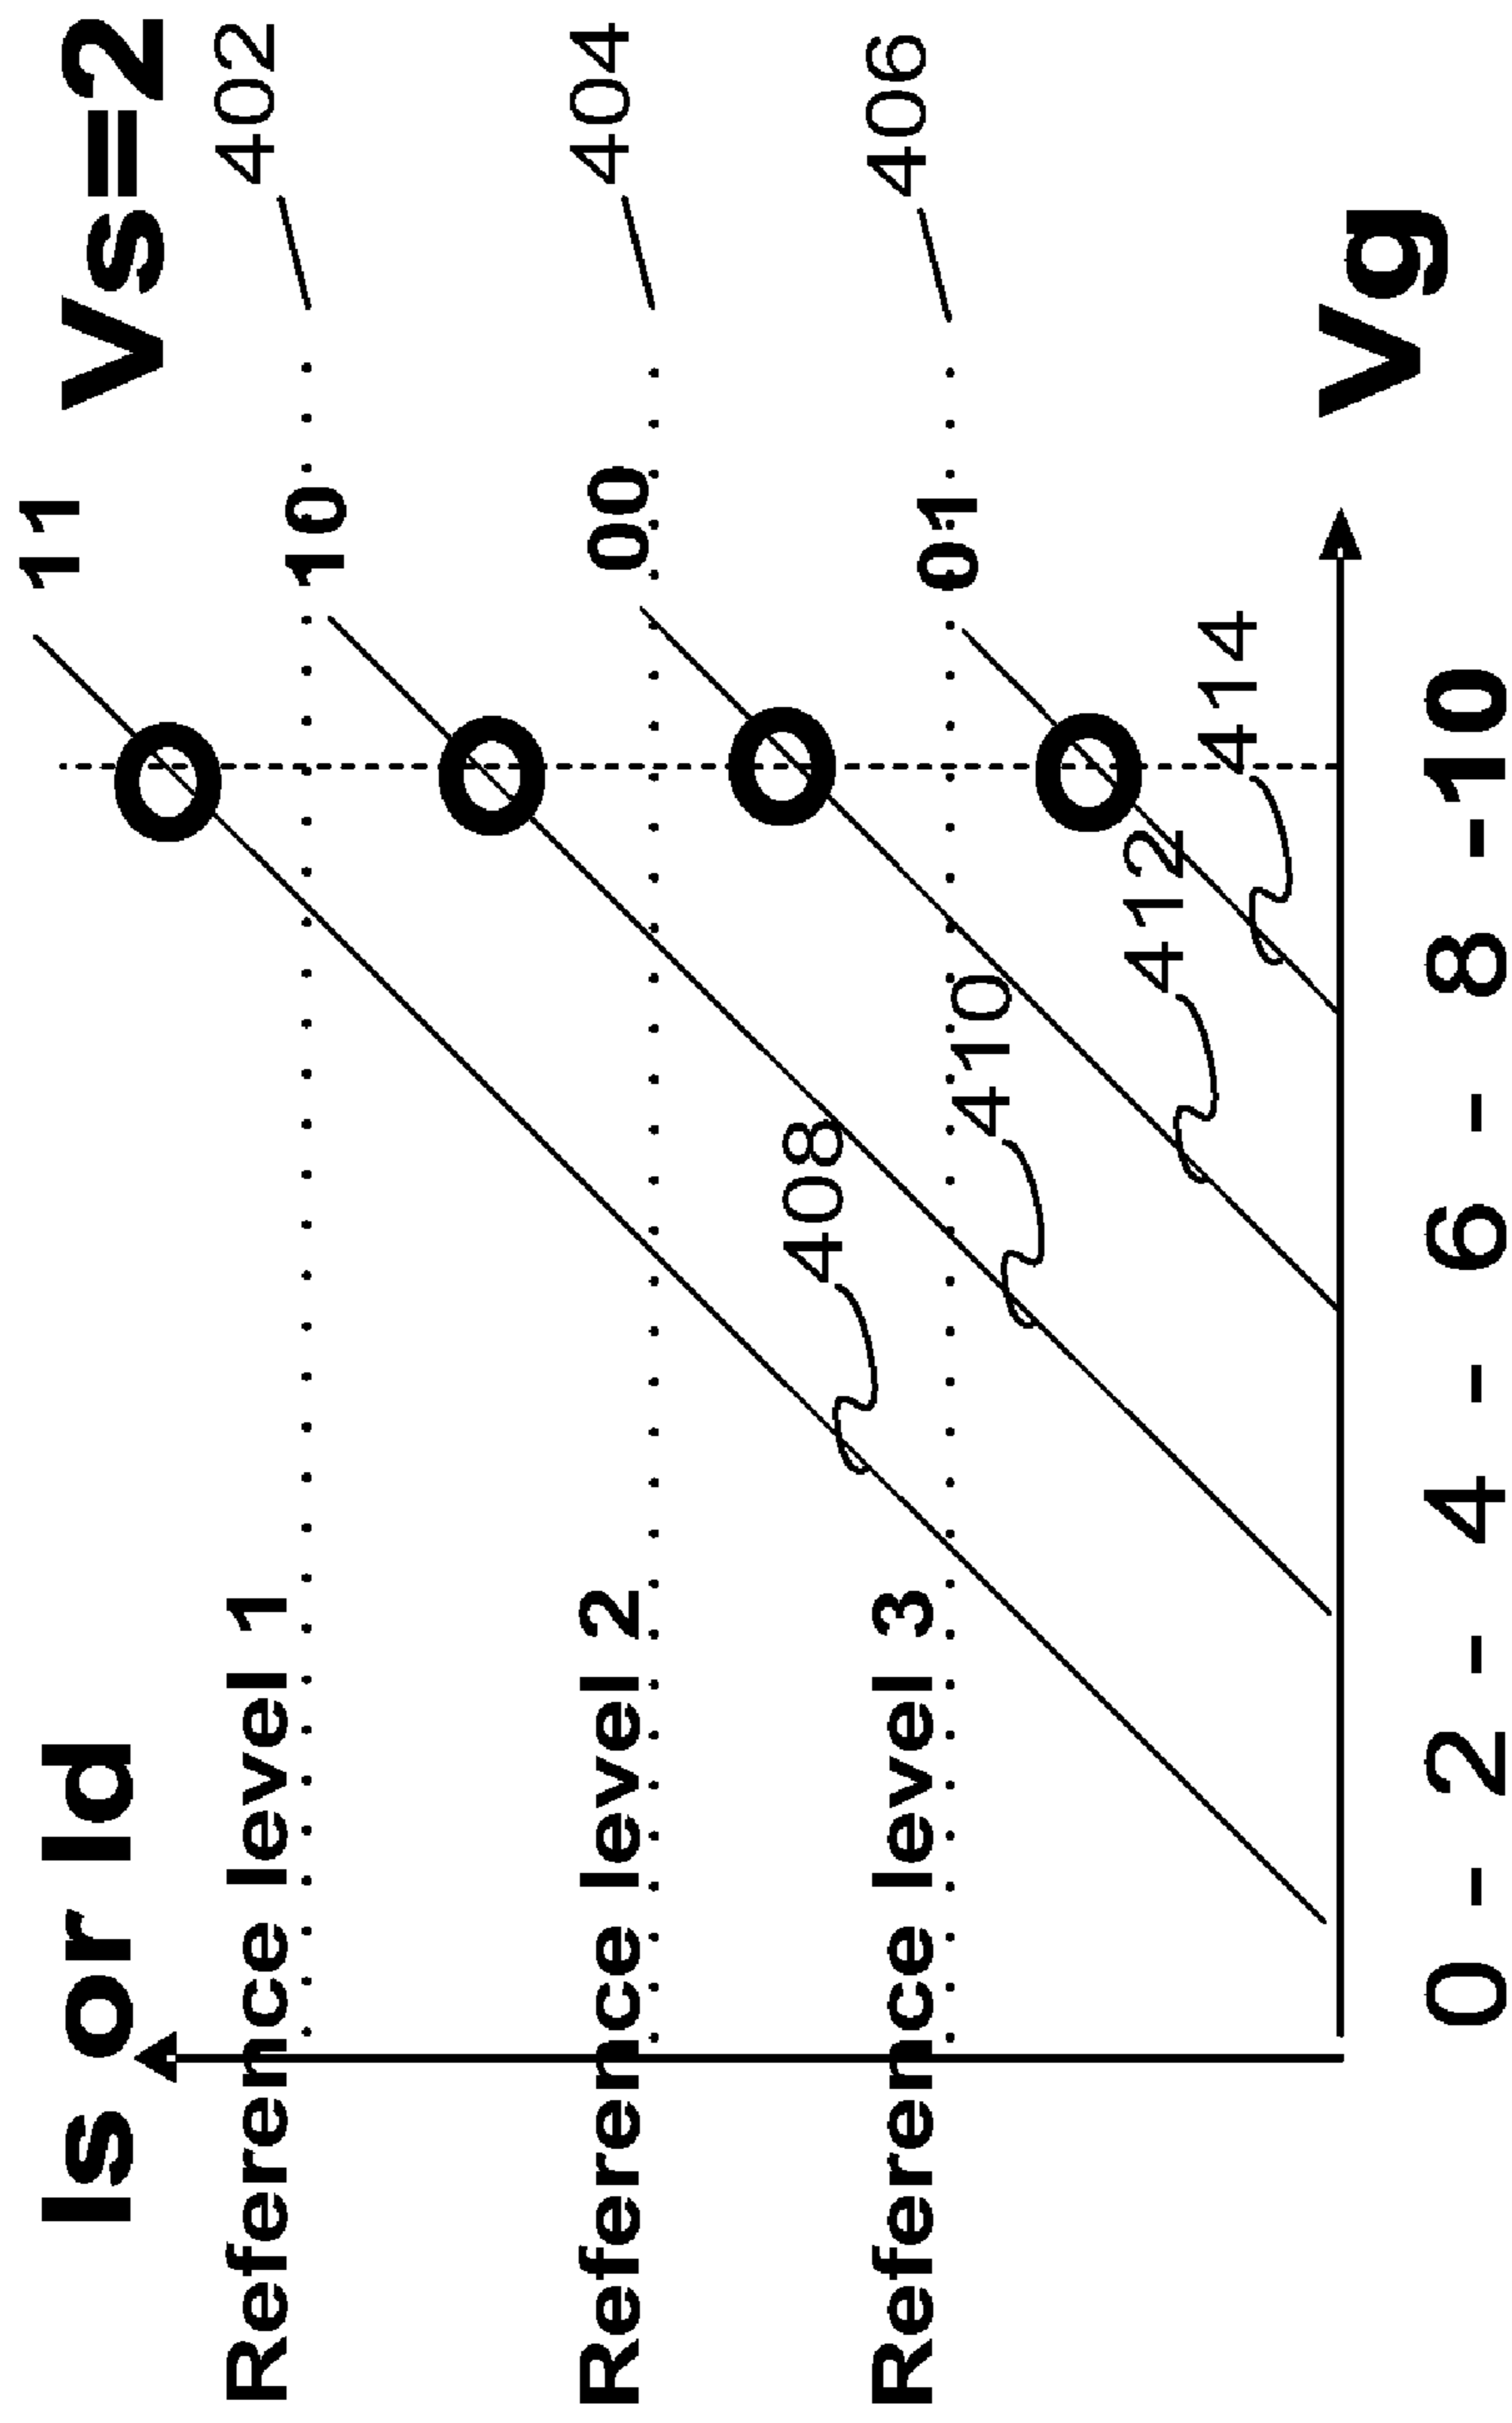 Is or Id
Vs=2
11
Reference level 1
10
402
Reference level 2
00
404
Reference level 3
01
406
408
410
412
414
Vg
0 - 2 - 4 - 6 - 8 -10